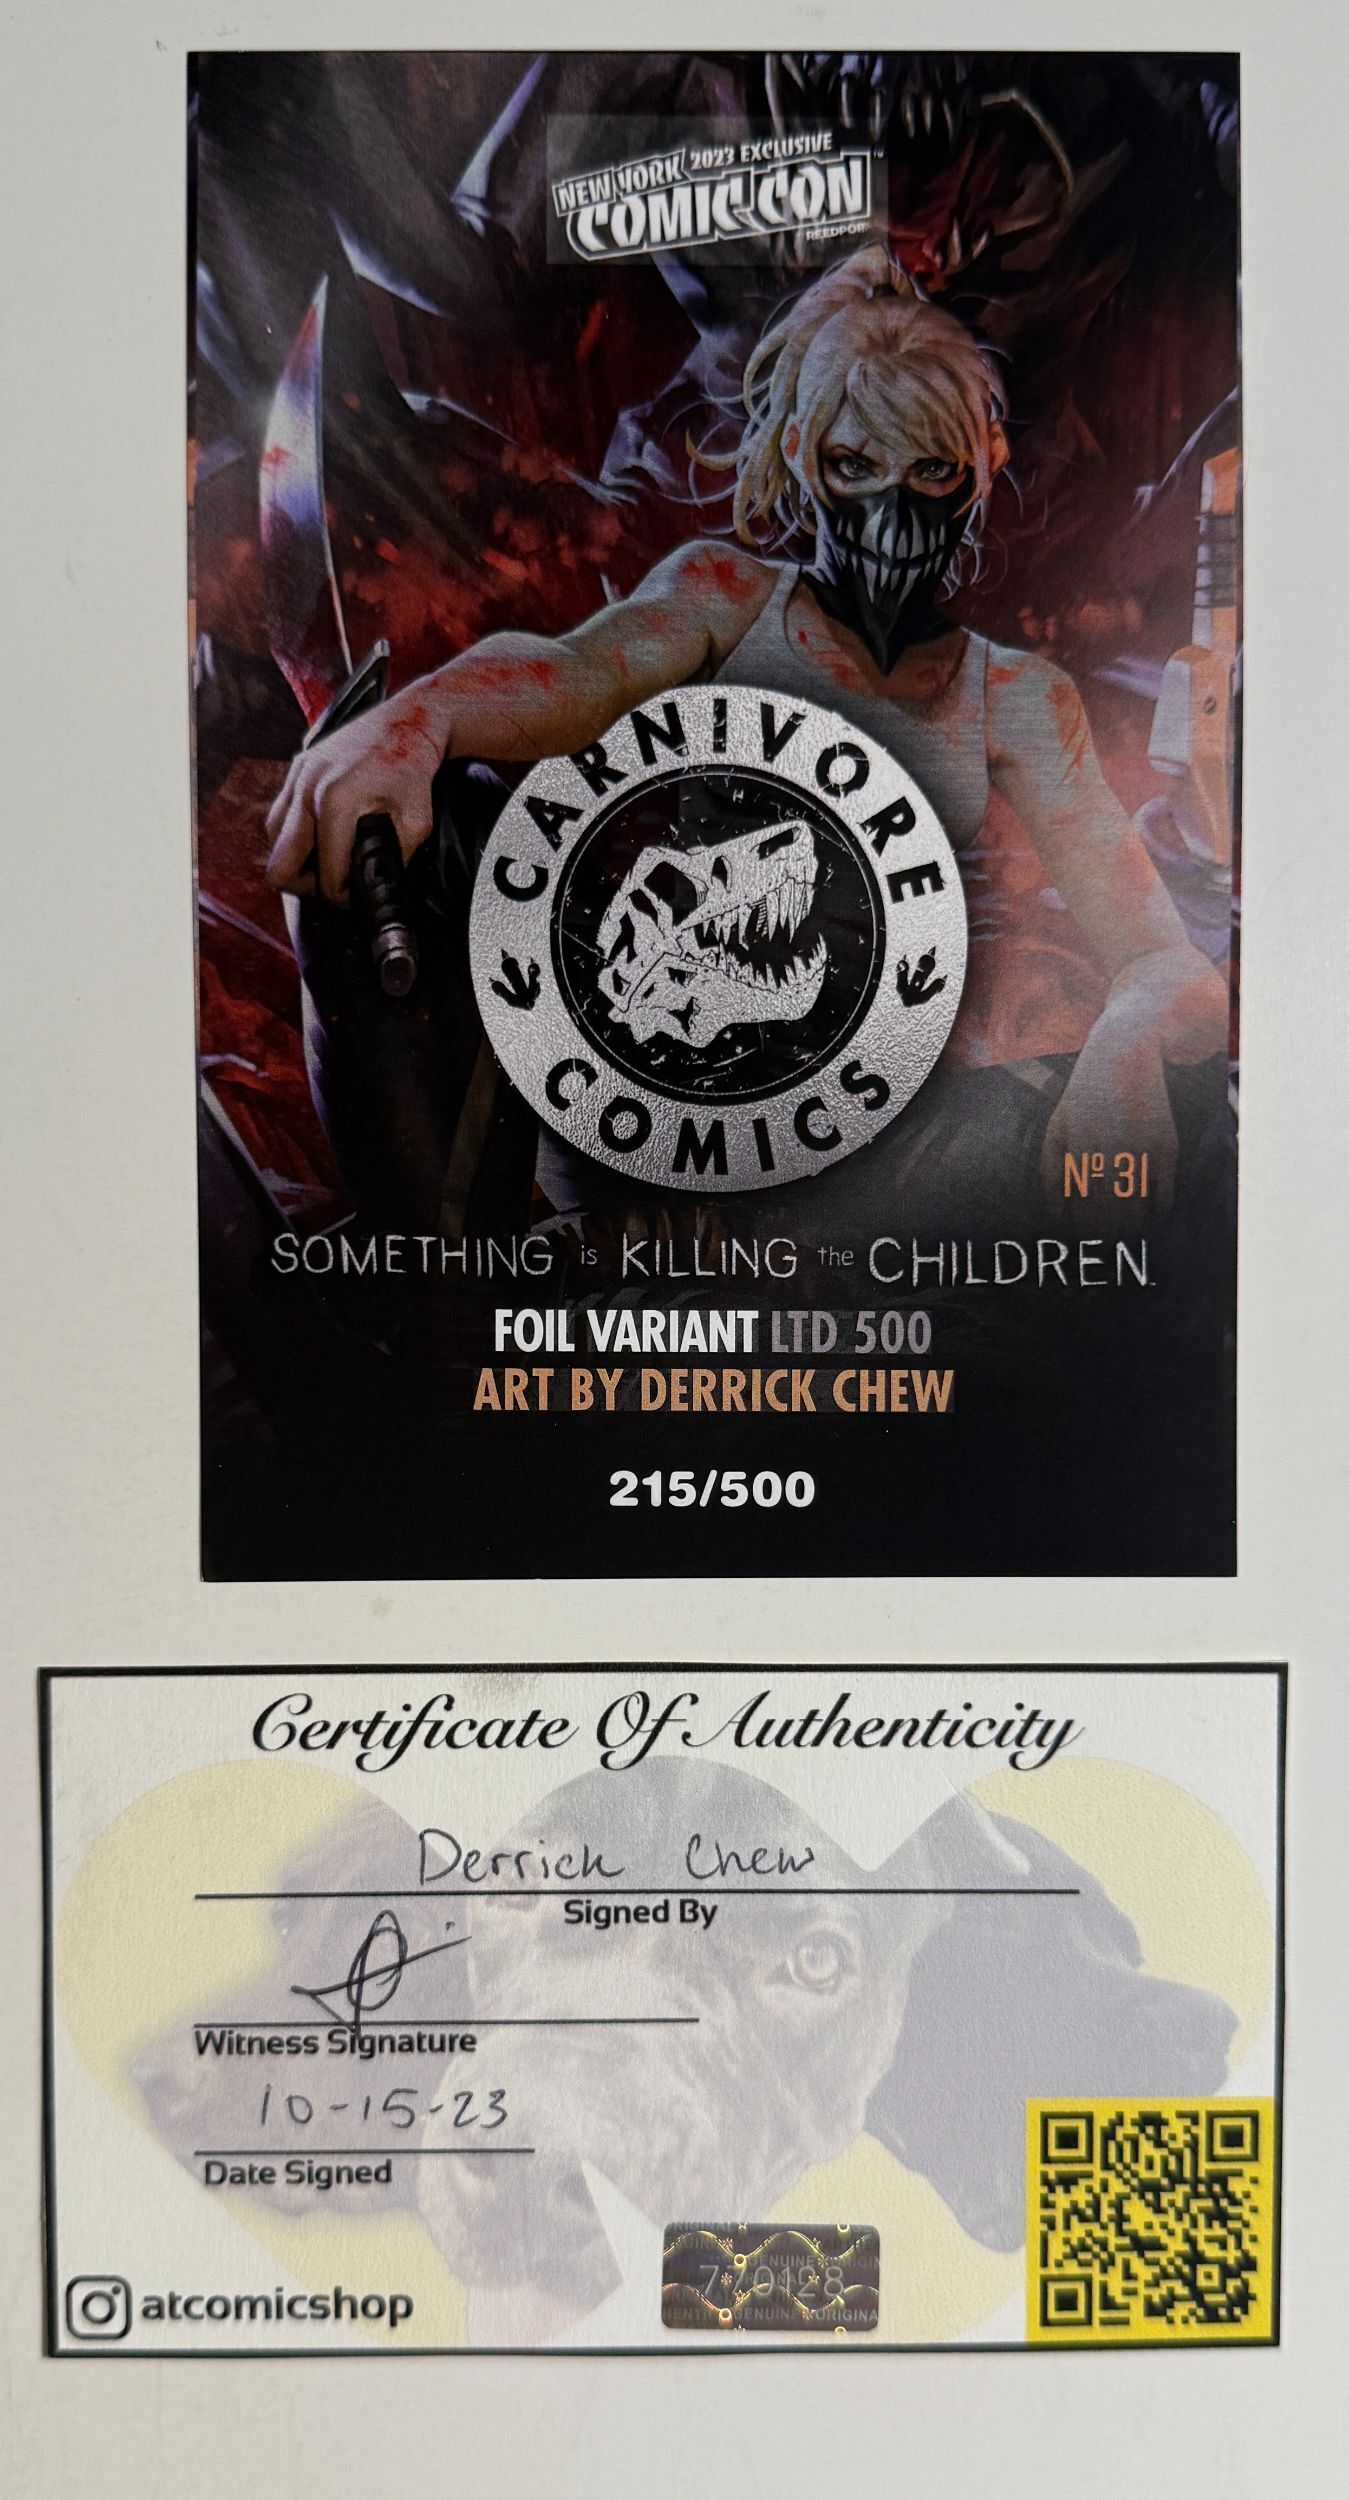 NEW YORK 2023 EXCLUSIVE
COMIC CON
REEDPOP
CARNIVORE
COMICS
Nº 31
SOMETHING is KILLING the CHILDREN
FOIL VARIANT LTD 500
ART BY DERRICK CHEW
215/500
Certificate Of Authenticity
Derrick Chew
Signed By
Witness Signature
10-15-23
Date Signed
770128
atcomicshop